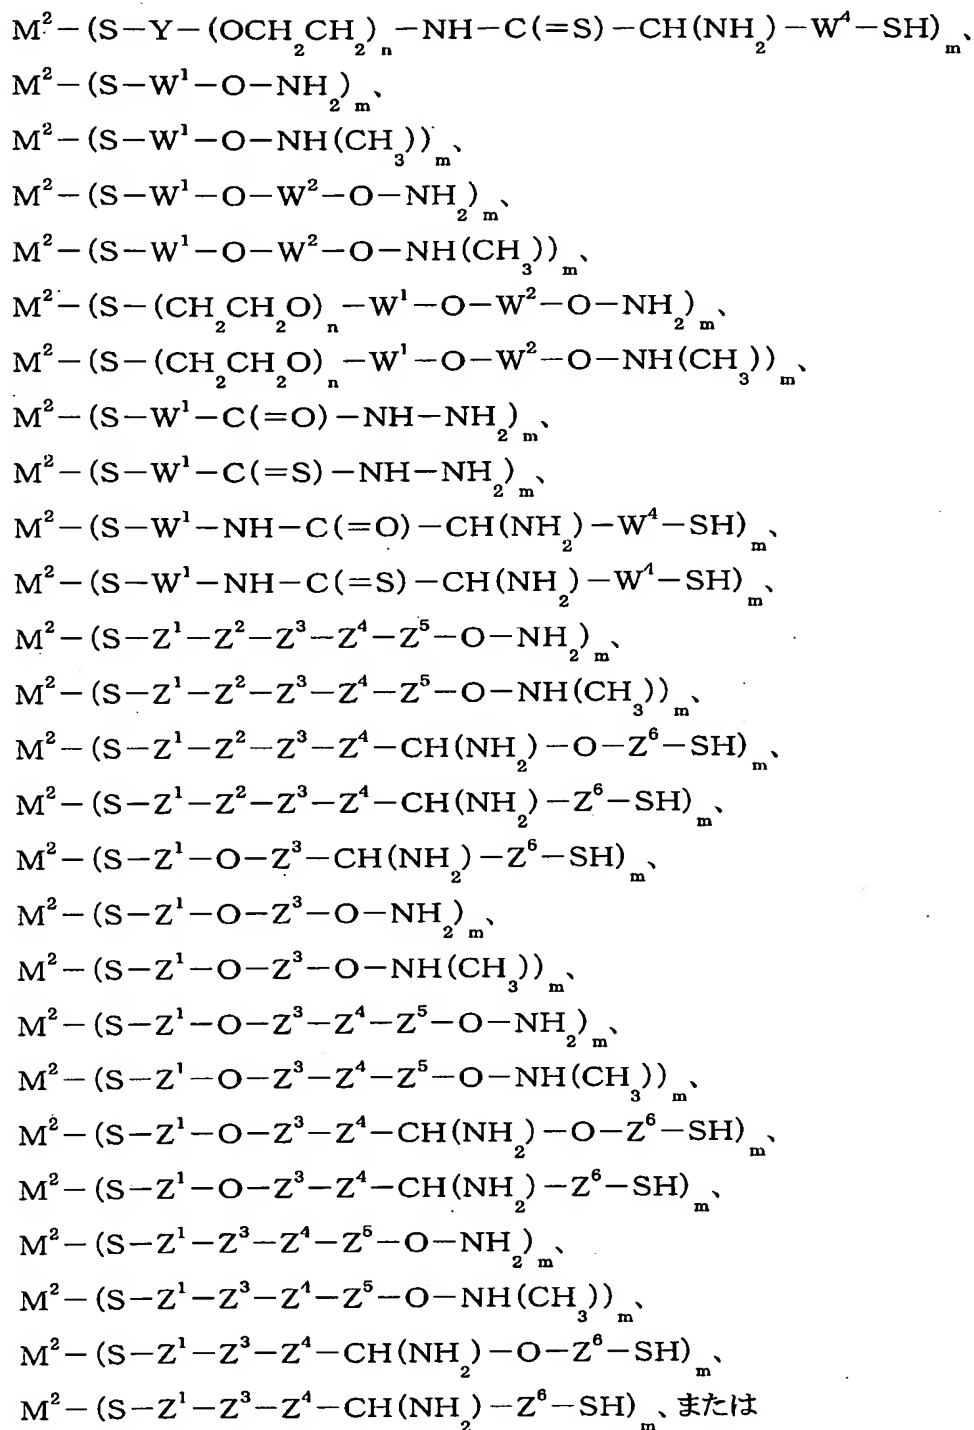 M²−(S−Y−(OCH₂CH₂)ₙ−NH−C(=S)−CH(NH₂)−W⁴−SH)ₘ、
M²−(S−W¹−O−NH₂)ₘ、
M²−(S−W¹−O−NH(CH₃))ₘ、
M²−(S−W¹−O−W²−O−NH₂)ₘ、
M²−(S−W¹−O−W²−O−NH(CH₃))ₘ、
M²−(S−(CH₂CH₂O)ₙ−W¹−O−W²−O−NH₂)ₘ、
M²−(S−(CH₂CH₂O)ₙ−W¹−O−W²−O−NH(CH₃))ₘ、
M²−(S−W¹−C(=O)−NH−NH₂)ₘ、
M²−(S−W¹−C(=S)−NH−NH₂)ₘ、
M²−(S−W¹−NH−C(=O)−CH(NH₂)−W⁴−SH)ₘ、
M²−(S−W¹−NH−C(=S)−CH(NH₂)−W⁴−SH)ₘ、
M²−(S−Z¹−Z²−Z³−Z⁴−Z⁵−O−NH₂)ₘ、
M²−(S−Z¹−Z²−Z³−Z⁴−Z⁵−O−NH(CH₃))ₘ、
M²−(S−Z¹−Z²−Z³−Z⁴−CH(NH₂)−O−Z⁶−SH)ₘ、
M²−(S−Z¹−Z²−Z³−Z⁴−CH(NH₂)−Z⁶−SH)ₘ、
M²−(S−Z¹−O−Z³−CH(NH₂)−Z⁶−SH)ₘ、
M²−(S−Z¹−O−Z³−O−NH₂)ₘ、
M²−(S−Z¹−O−Z³−O−NH(CH₃))ₘ、
M²−(S−Z¹−O−Z³−Z⁴−Z⁵−O−NH₂)ₘ、
M²−(S−Z¹−O−Z³−Z⁴−Z⁵−O−NH(CH₃))ₘ、
M²−(S−Z¹−O−Z³−Z⁴−CH(NH₂)−O−Z⁶−SH)ₘ、
M²−(S−Z¹−O−Z³−Z⁴−CH(NH₂)−Z⁶−SH)ₘ、
M²−(S−Z¹−Z³−Z⁴−Z⁵−O−NH₂)ₘ、
M²−(S−Z¹−Z³−Z⁴−Z⁵−O−NH(CH₃))ₘ、
M²−(S−Z¹−Z³−Z⁴−CH(NH₂)−O−Z⁶−SH)ₘ、
M²−(S−Z¹−Z³−Z⁴−CH(NH₂)−Z⁶−SH)ₘ、または